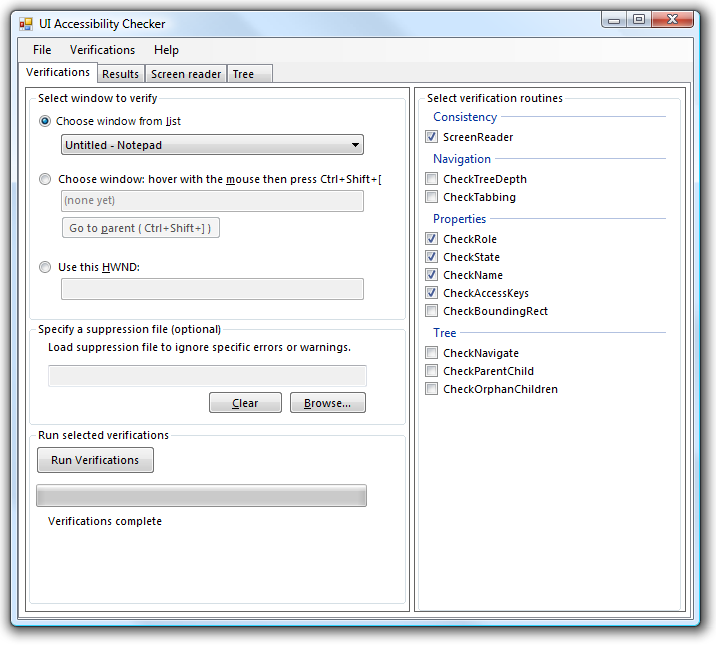 UI Accessibility Checker
File Verifications Help
Verifications Results Screen reader Tree
Select window to verify
Choose window from list
Untitled - Notepad
Choose window: hover with the mouse then press Ctrl+Shift+[
(none yet)
Go to parent ( Ctrl+Shift+] )
Use this HWND:
Specify a suppression file (optional)
Load suppression file to ignore specific errors or warnings.
Clear Browse...
Run selected verifications
Run Verifications
Verifications complete
Select verification routines
Consistency
ScreenReader
Navigation
CheckTreeDepth
CheckTabbing
Properties
CheckRole
CheckState
CheckName
CheckAccessKeys
CheckBoundingRect
Tree
CheckNavigate
CheckParentChild
CheckOrphanChildren